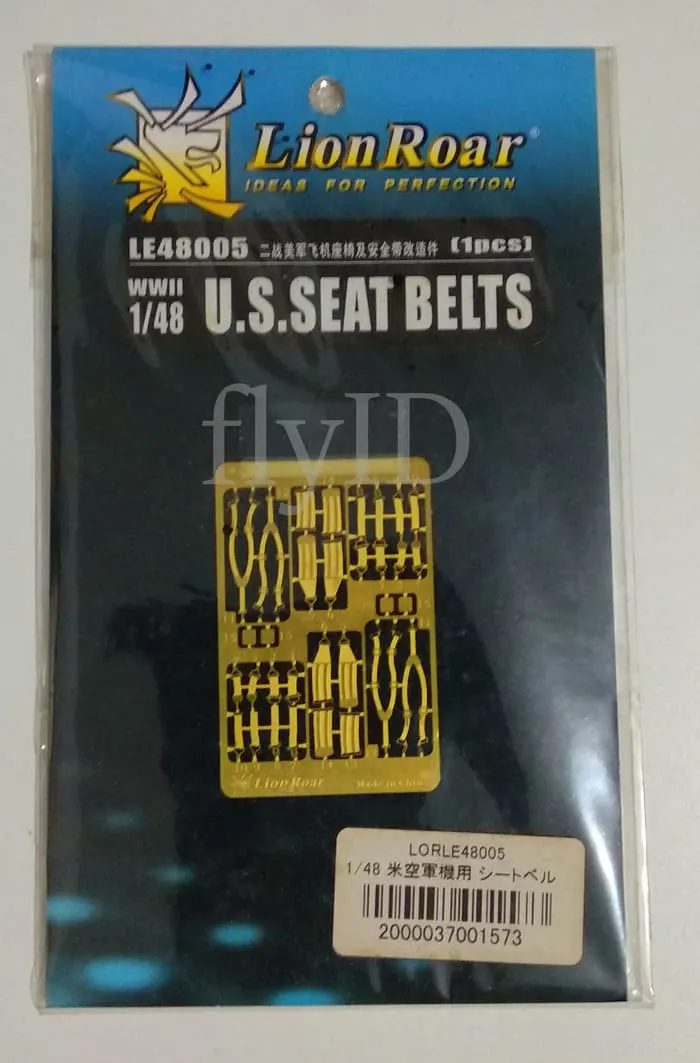 LionRoar®
IDEAS FOR PERFECTION
LE48005 二战美军飞机座椅及安全带改造件 (1pcs)
WWII
1/48 U.S.SEAT BELTS
flyID
[I]
[I]
LionRoar Made in China
LORLE48005
1/48 米空軍機用 シートベル
2000037001573